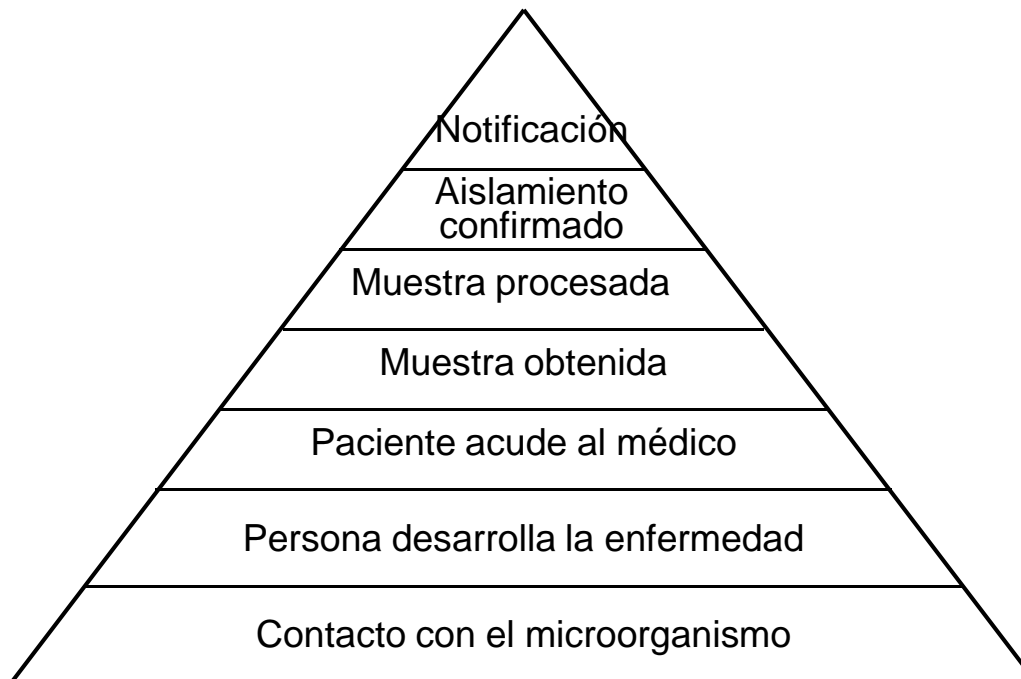 Notificación
Aislamiento
confirmado
Muestra procesada
Muestra obtenida
Paciente acude al médico
Persona desarrolla la enfermedad
Contacto con el microorganismo